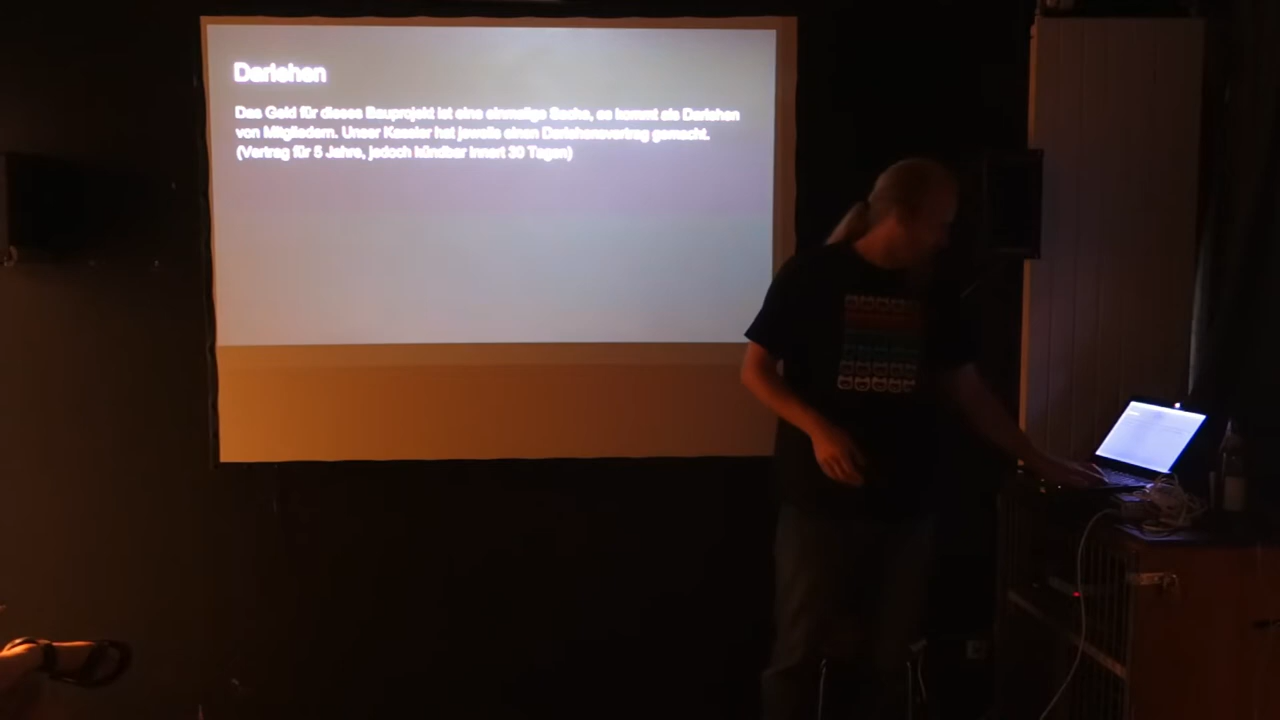 Darlehen
Das Geld für dieses Bauprojekt ist eine einmalige Sache, es kommt als Darlehen
von Mitgliedern. Unser Kassier hat jeweils einen Darlehensvertrag gemacht.
(Vertrag für 5 Jahre, jedoch kündbar innert 30 Tagen)